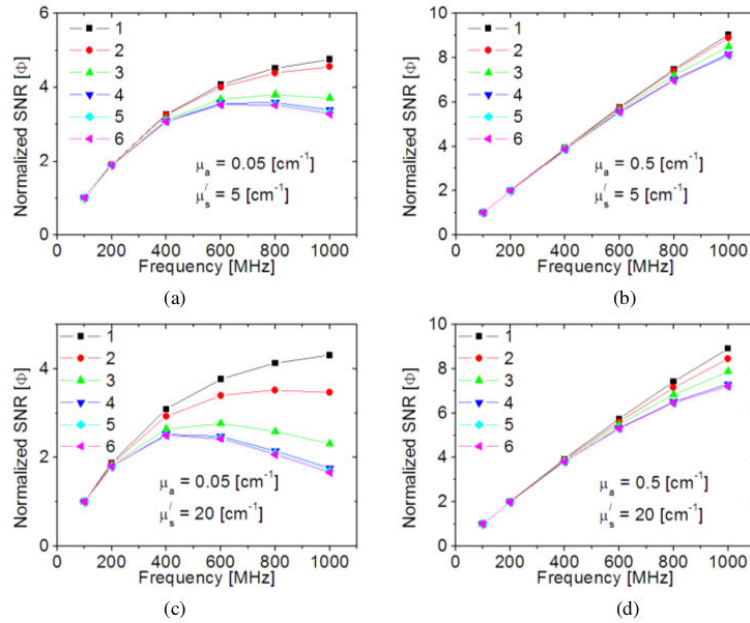 6
4
2
0
Normalized SNR [Φ]
1
2
3
4
5
6
μa = 0.05 [cm-1]
μs/ = 5 [cm-1]
200 400 600 800 1000
Frequency [MHz]
(a)
10
8
6
4
2
0
Normalized SNR [Φ]
1
2
3
4
5
6
μa = 0.5 [cm-1]
μs/ = 5 [cm-1]
200 400 600 800 1000
Frequency [MHz]
(b)
4
2
0
Normalized SNR [Φ]
1
2
3
4
5
6
μa = 0.05 [cm-1]
μs/ = 20 [cm-1]
200 400 600 800 1000
Frequency [MHz]
(c)
10
8
6
4
2
0
Normalized SNR [Φ]
1
2
3
4
5
6
μa = 0.5 [cm-1]
μs/ = 20 [cm-1]
200 400 600 800 1000
Frequency [MHz]
(d)